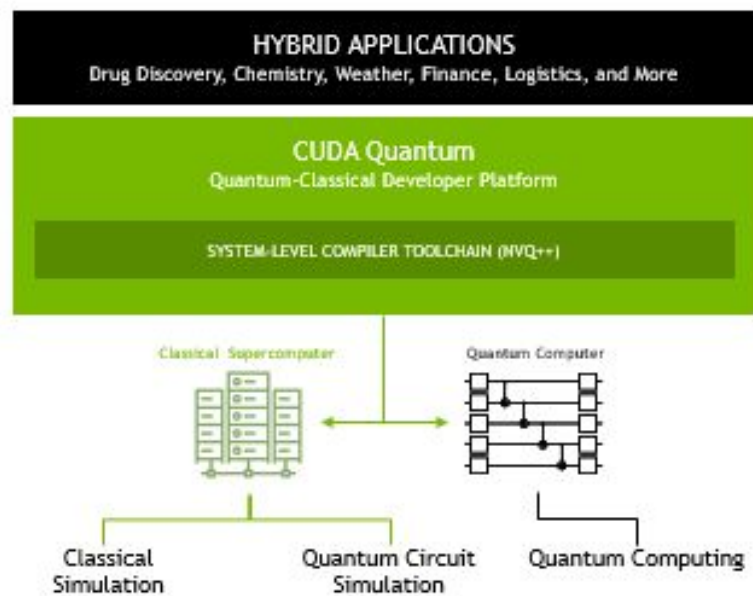 HYBRID APPLICATIONS
Drug Discovery, Chemistry, Weather, Finance, Logistics, and More
CUDA Quantum
Quantum-Classical Developer Platform
SYSTEM-LEVEL COMPILER TOOLCHAIN (NVQ++)
Classical Supercomputer
Quantum Computer
Classical
Simulation
Quantum Circuit
Simulation
Quantum Computing